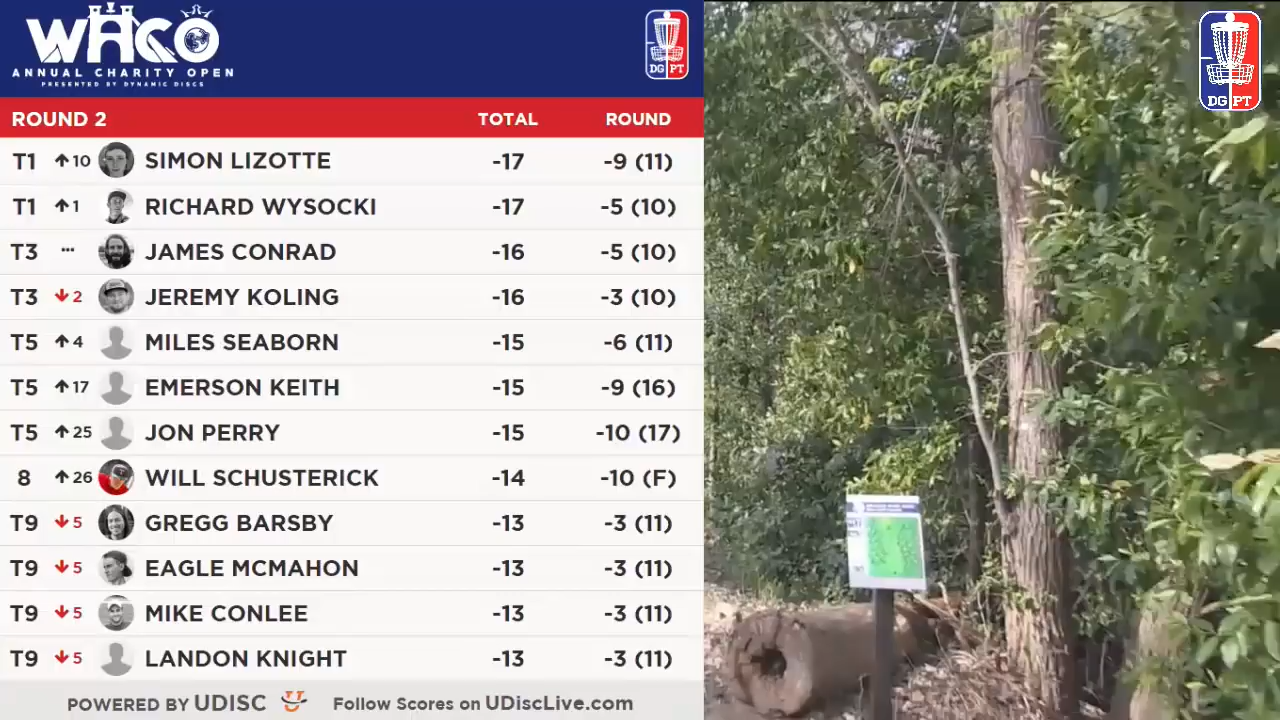 WACO
ANNUAL CHARITY OPEN
PRESENTED BY DYNAMIC DISCS
DG PT
ROUND 2 TOTAL ROUND
T1 ↑10 SIMON LIZOTTE -17 -9 (11)
T1 ↑1 RICHARD WYSOCKI -17 -5 (10)
T3 ••• JAMES CONRAD -16 -5 (10)
T3 ↓2 JEREMY KOLING -16 -3 (10)
T5 ↑4 MILES SEABORN -15 -6 (11)
T5 ↑17 EMERSON KEITH -15 -9 (16)
T5 ↑25 JON PERRY -15 -10 (17)
8 ↑26 WILL SCHUSTERICK -14 -10 (F)
T9 ↓5 GREGG BARSBY -13 -3 (11)
T9 ↓5 EAGLE MCMAHON -13 -3 (11)
T9 ↓5 MIKE CONLEE -13 -3 (11)
T9 ↓5 LANDON KNIGHT -13 -3 (11)
POWERED BY UDISC Follow Scores on UDiscLive.com
DG PT